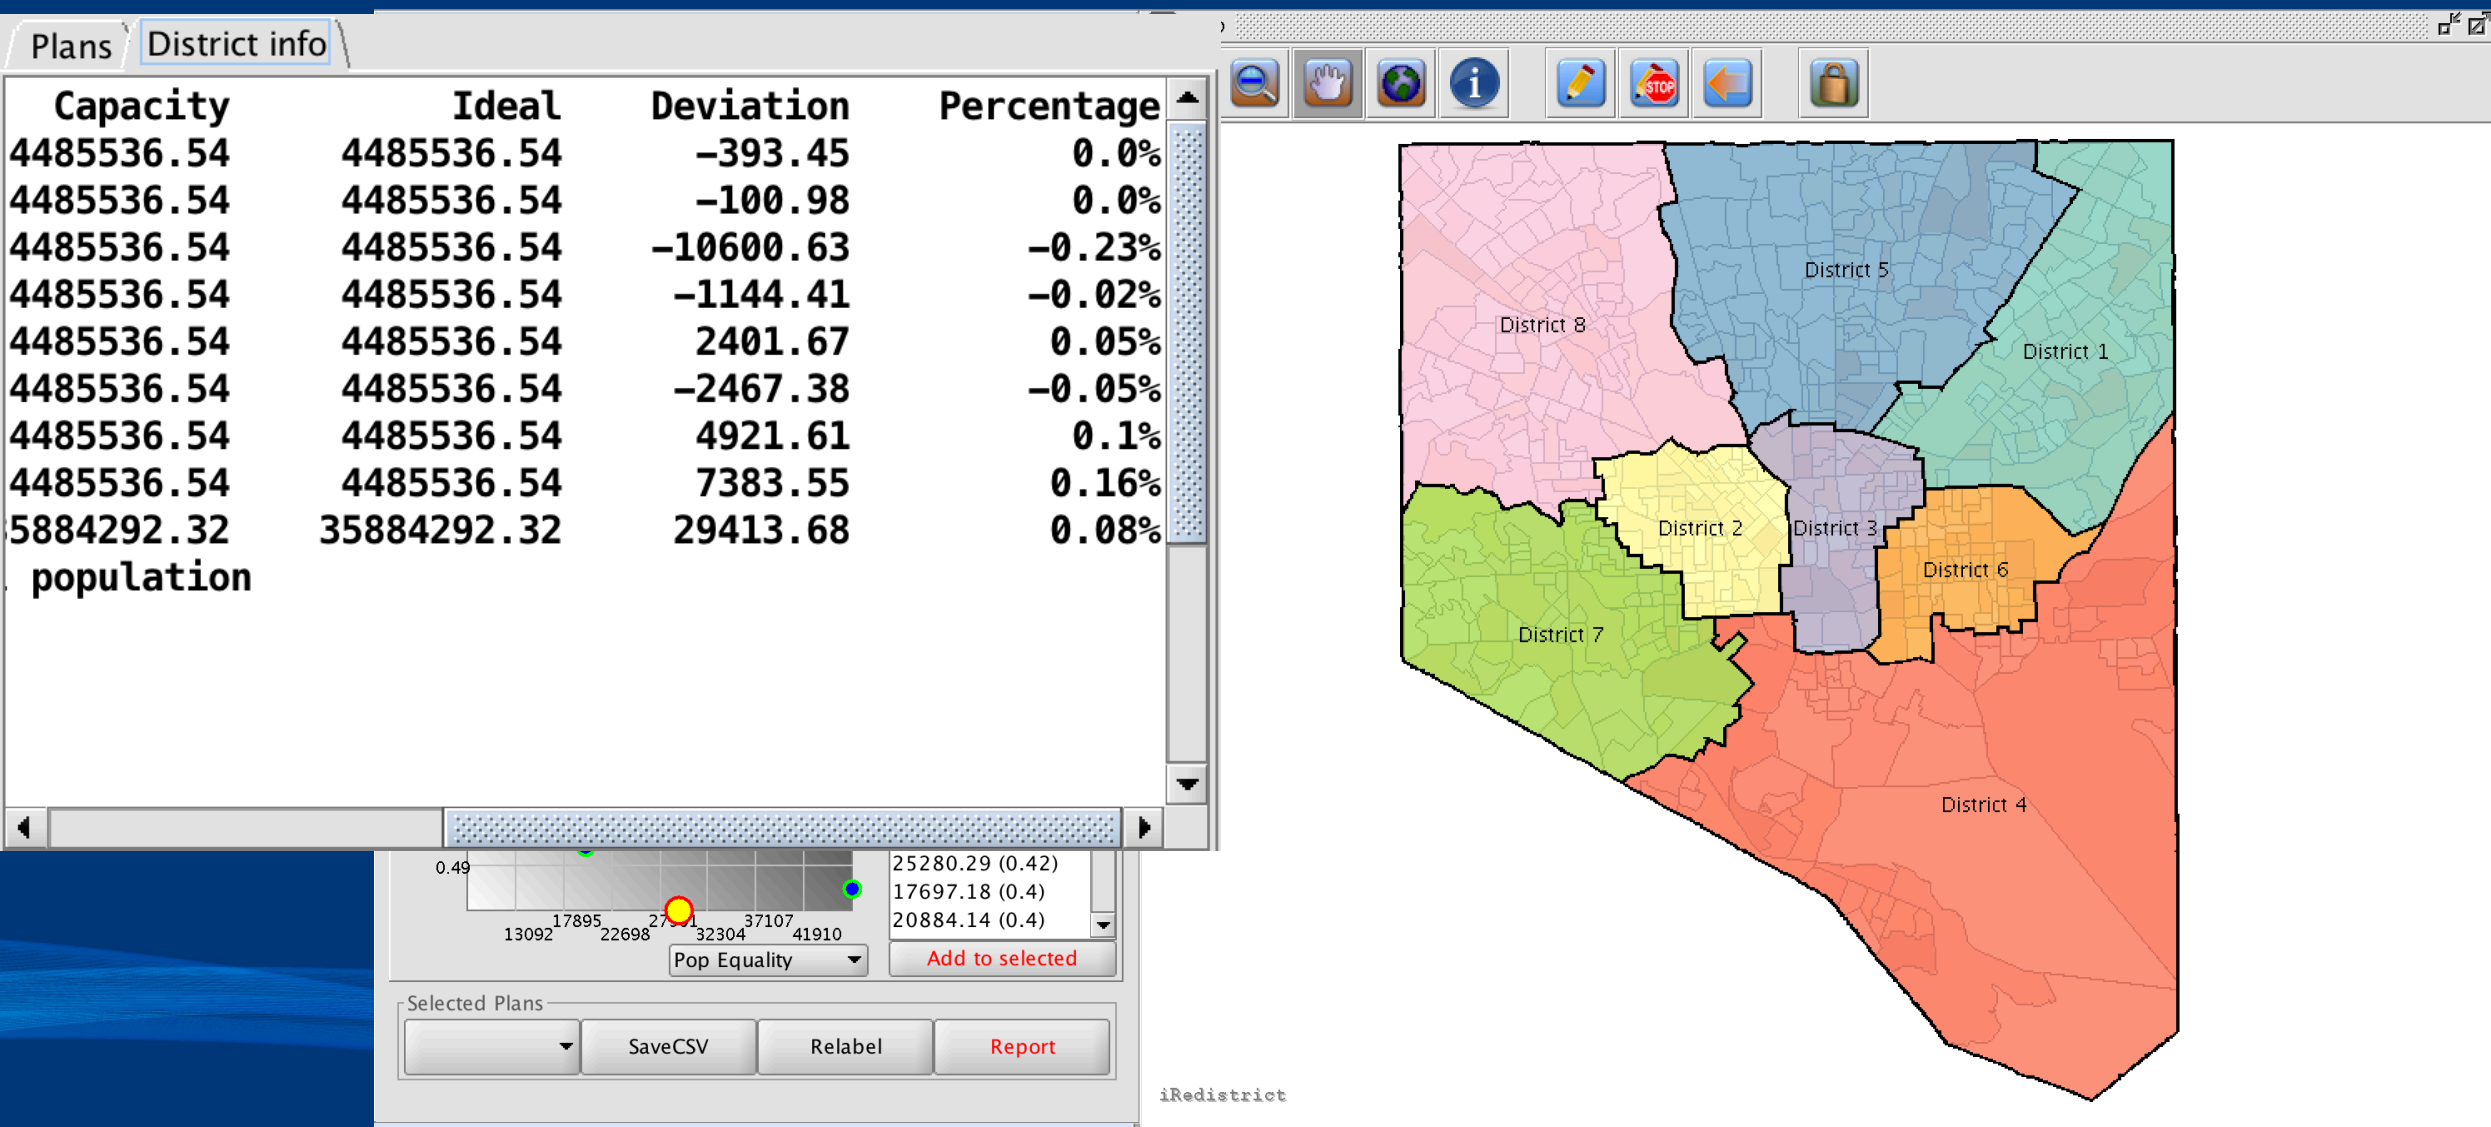 Plans District info
Capacity Ideal Deviation Percentage
4485536.54 4485536.54 −393.45 0.0%
4485536.54 4485536.54 −100.98 0.0%
4485536.54 4485536.54 −10600.63 −0.23%
4485536.54 4485536.54 −1144.41 −0.02%
4485536.54 4485536.54 2401.67 0.05%
4485536.54 4485536.54 −2467.38 −0.05%
4485536.54 4485536.54 4921.61 0.1%
4485536.54 4485536.54 7383.55 0.16%
5884292.32 35884292.32 29413.68 0.08%
population
0.49
17895 37107
13092 22698 32304 41910
Pop Equality
25280.29 (0.42)
17697.18 (0.4)
20884.14 (0.4)
Add to selected
Selected Plans
SaveCSV Relabel Report
STOP
District 5
District 8
District 1
District 2
District 3
District 6
District 7
District 4
iRedistrict